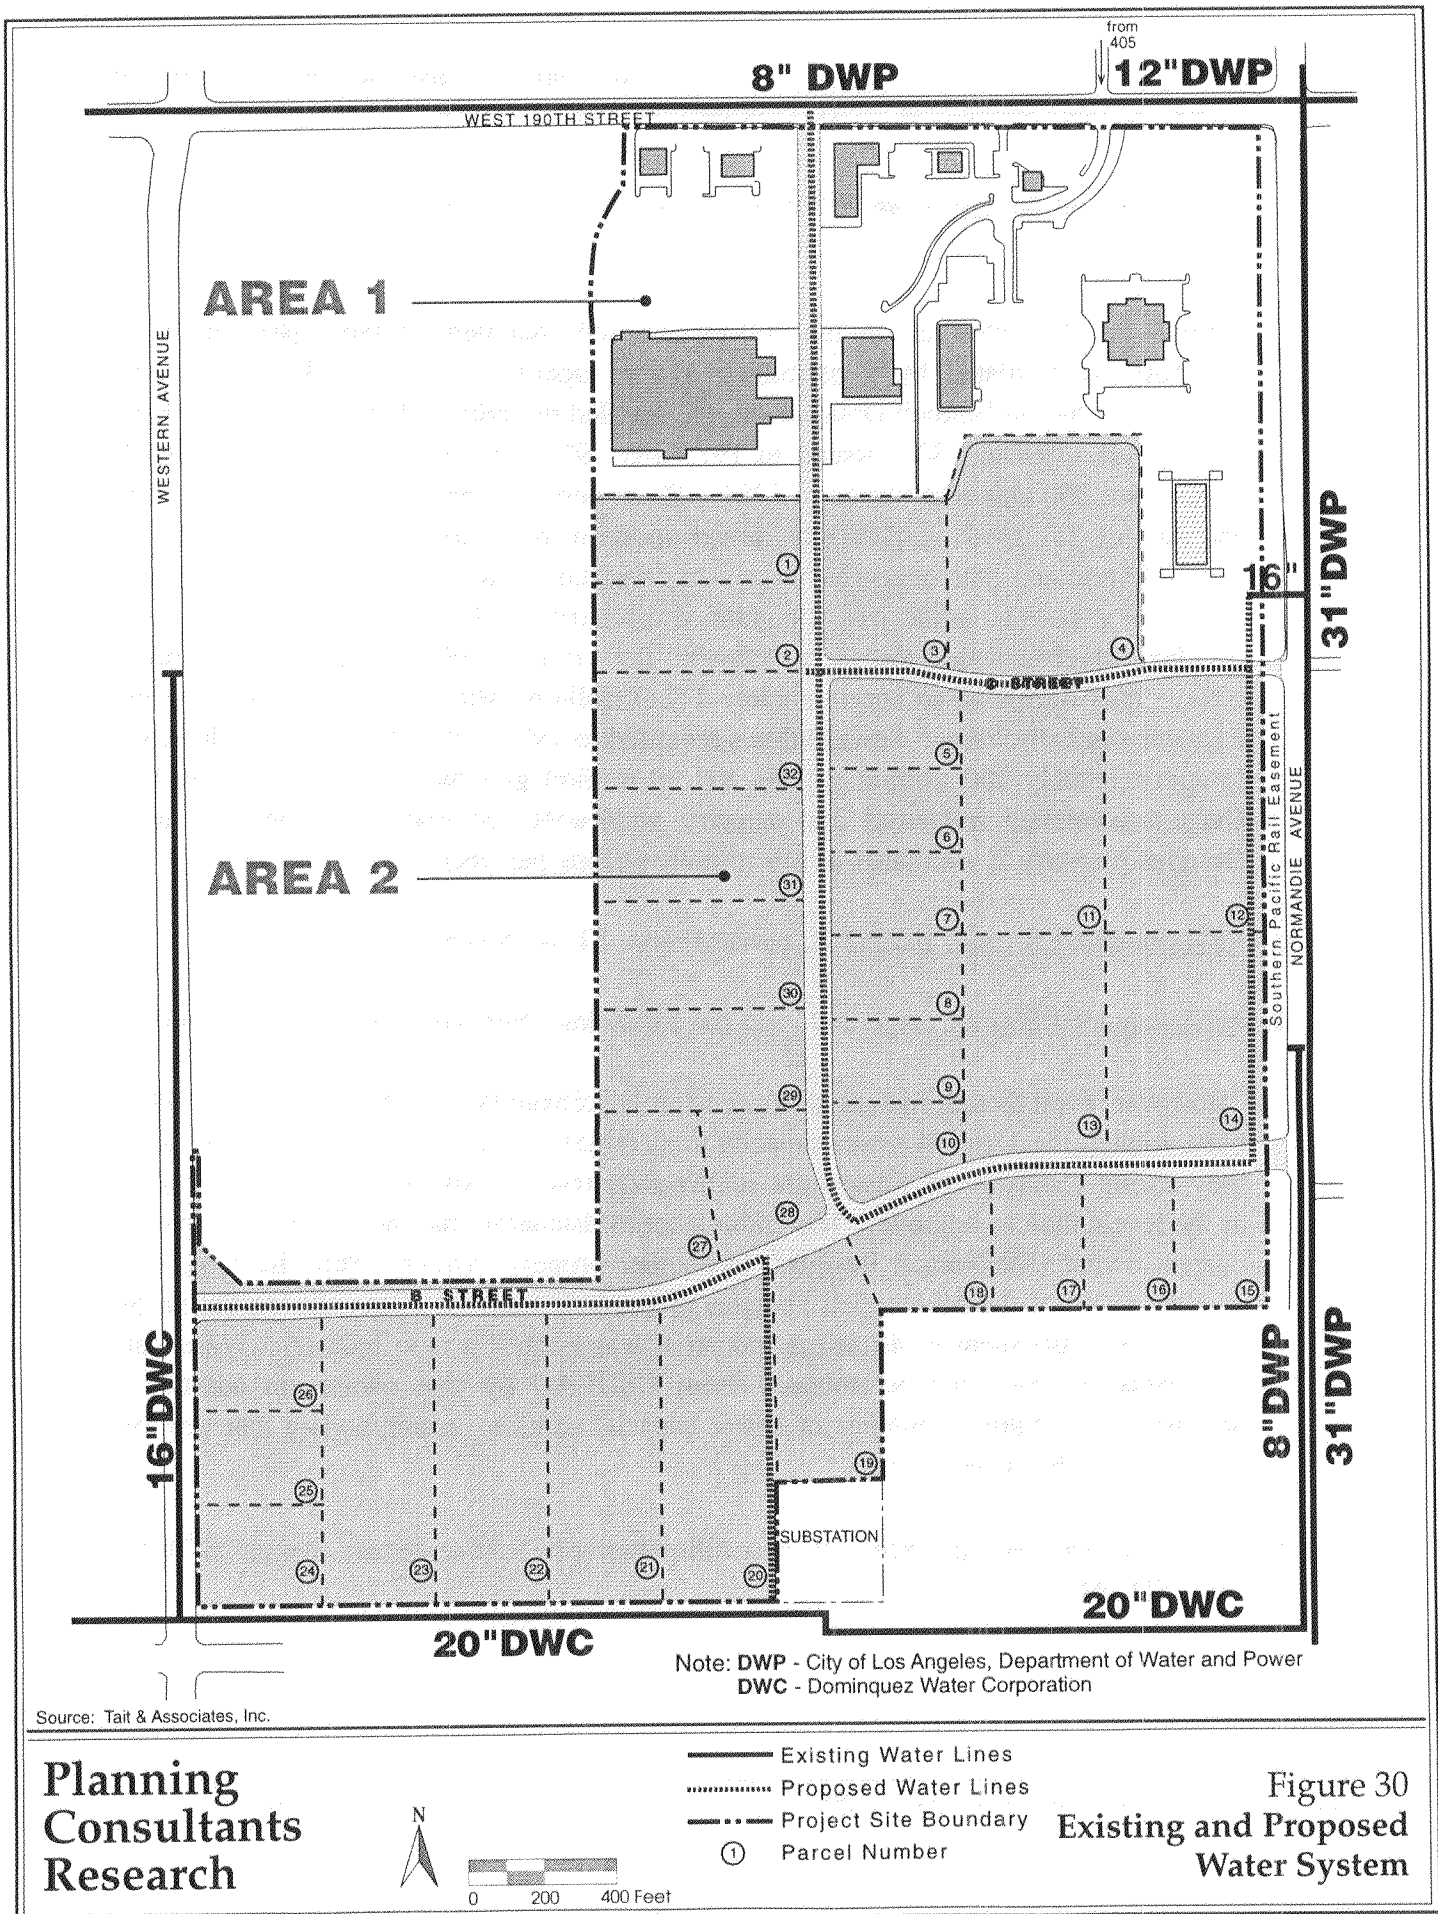 from
405
8" DWP
12"DWP
WEST 190TH STREET
AREA 1
WESTERN AVENUE
31"DWP
16"
1
2
3
4
STREET
5
32
6
Southern Pacific Rail Easement
NORMANDIE AVENUE
AREA 2
31
7
11
12
30
8
29
9
10
13
14
28
27
B STREET
18
17
16
15
16"DWC
26
8"DWP
31"DWP
25
19
SUBSTATION
24
23
22
21
20
20"DWC
20"DWC
Note: DWP - City of Los Angeles, Department of Water and Power
DWC - Dominquez Water Corporation
Source: Tait & Associates, Inc.
Planning
Consultants
Research
N
0 200 400 Feet
Existing Water Lines
Proposed Water Lines
Project Site Boundary
1 Parcel Number
Figure 30
Existing and Proposed
Water System